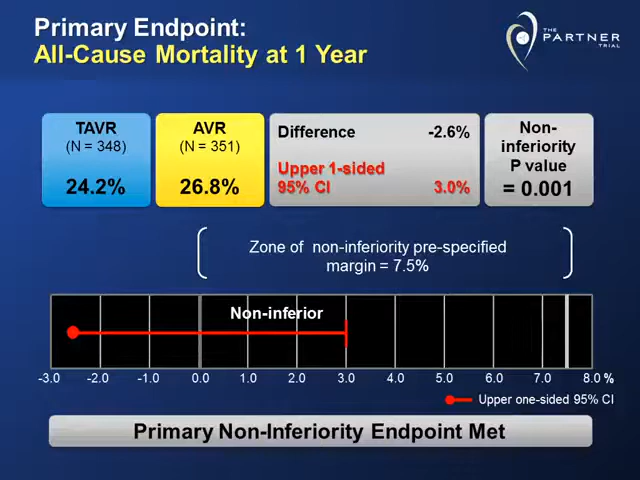 Primary Endpoint:
All-Cause Mortality at 1 Year
THE
PARTNER
TRIAL
TAVR
(N = 348)
24.2%
AVR
(N = 351)
26.8%
Difference -2.6%
Upper 1-sided
95% CI 3.0%
Non-
inferiority
P value
= 0.001
Zone of non-inferiority pre-specified
margin = 7.5%
Non-inferior
-3.0 -2.0 -1.0 0.0 1.0 2.0 3.0 4.0 5.0 6.0 7.0 8.0 %
Upper one-sided 95% CI
Primary Non-Inferiority Endpoint Met